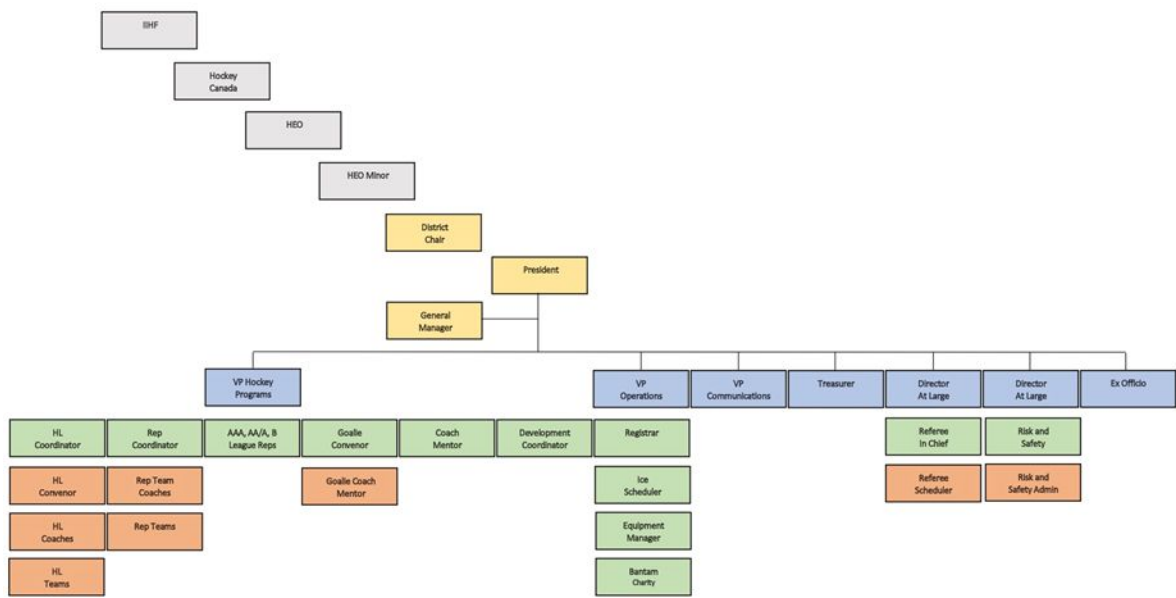 IIHF
Hockey
Canada
HEO
HEO Minor
District
Chair
President
General
Manager
VP Hockey
Programs
VP
Operations
VP
Communications
Treasurer
Director
At Large
Director
At Large
Ex Officio
HL
Coordinator
Rep
Coordinator
AAA, AA/A, B
League Reps
Goalie
Convenor
Coach
Mentor
Development
Coordinator
Registrar
Referee
In Chief
Risk and
Safety
HL
Convenor
Rep Team
Coaches
Goalie Coach
Mentor
Ice
Scheduler
Referee
Scheduler
Risk and
Safety Admin
HL
Coaches
Rep Teams
Equipment
Manager
HL
Teams
Bantam
Charity